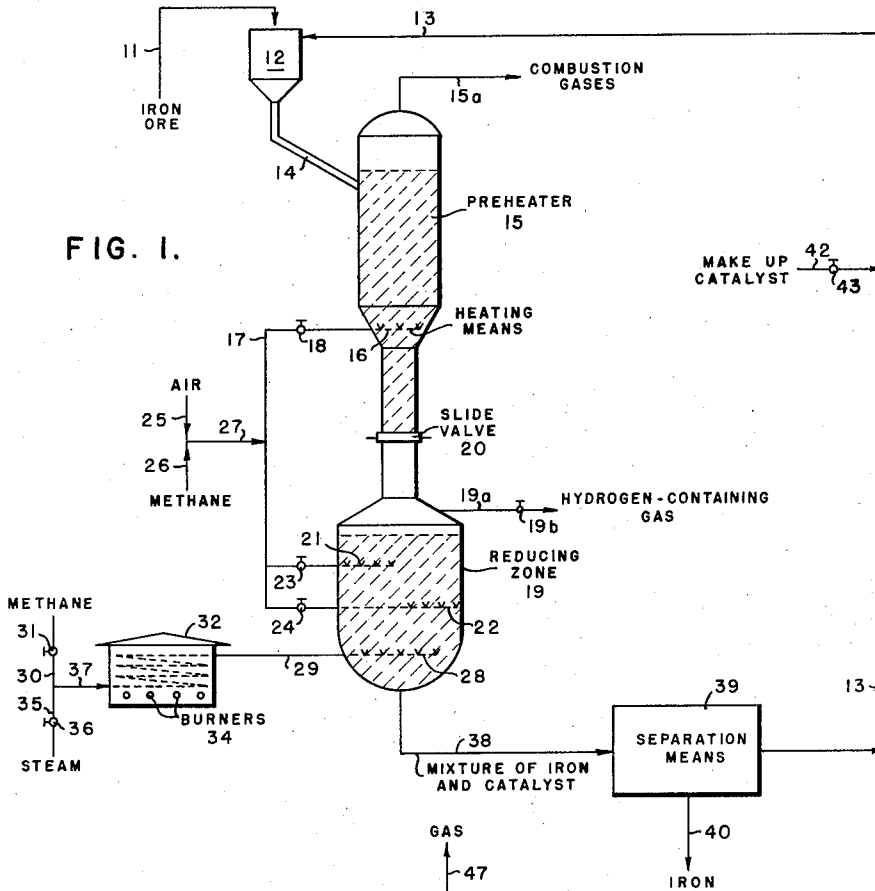 13
11
12
IRON
ORE
14
15a
COMBUSTION
GASES
PREHEATER
15
FIG. 1.
MAKE UP
CATALYST
42
43
17
18
16
HEATING
MEANS
AIR
25
27
26
METHANE
SLIDE
VALVE
20
19a
19b
HYDROGEN-CONTAINING
GAS
21
23
REDUCING
ZONE
19
24
22
METHANE
31
30
37
32
29
28
35
36
BURNERS
34
STEAM
38
MIXTURE OF IRON
AND CATALYST
39
SEPARATION
MEANS
13
40
IRON
GAS
47